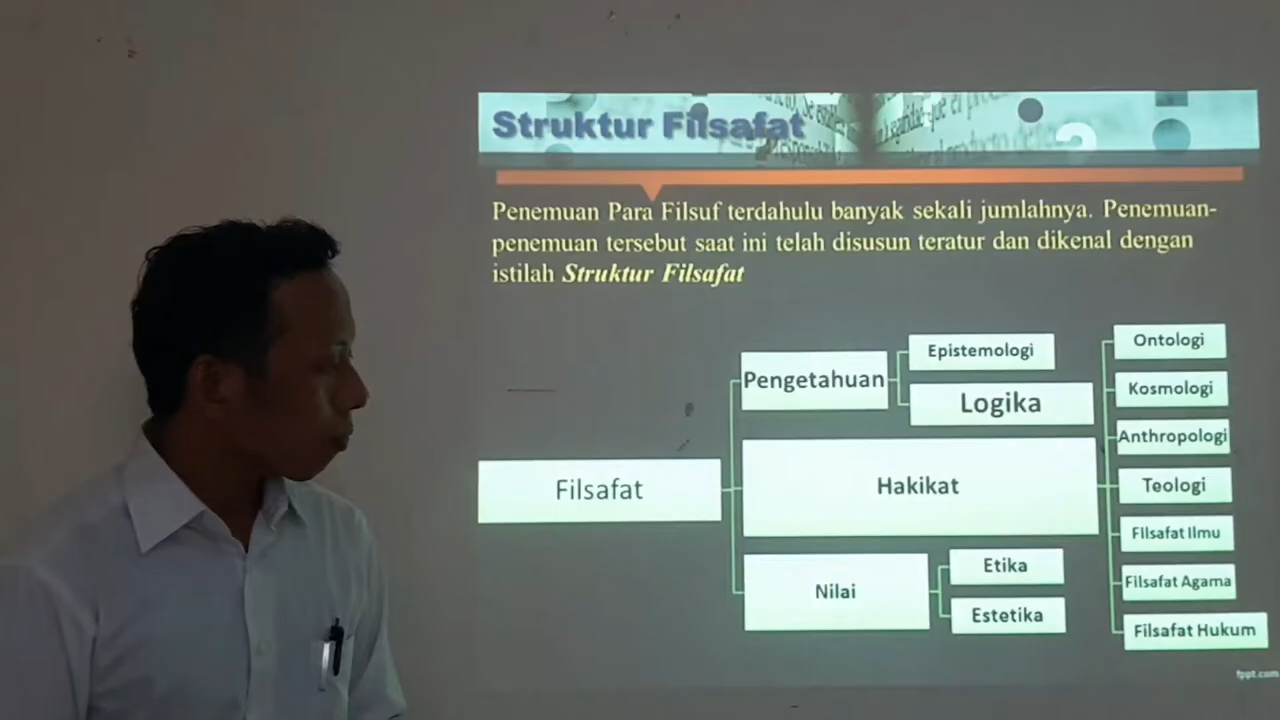 Struktur Filsafat
Penemuan Para Filsuf terdahulu banyak sekali jumlahnya. Penemuan-
penemuan tersebut saat ini telah disusun teratur dan dikenal dengan
istilah Struktur Filsafat
Filsafat
Pengetahuan
Epistemologi
Logika
Hakikat
Ontologi
Kosmologi
Anthropologi
Teologi
FIlsafat Ilmu
Filsafat Agama
Filsafat Hukum
Nilai
Etika
Estetika
fppt.com